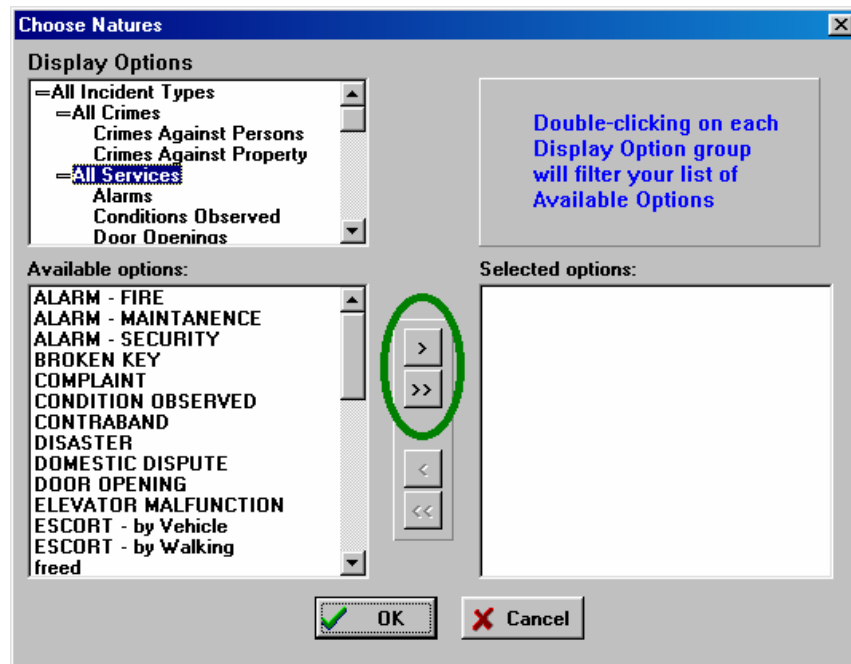 Choose Natures
Display Options
All Incident Types
All Crimes
Crimes Against Persons
Crimes Against Property
All Services
Alarms
Conditions Observed
Door Openings
Double-clicking on each
Display Option group
will filter your list of
Available Options
Available options:
ALARM - FIRE
ALARM - MAINTANENCE
ALARM - SECURITY
BROKEN KEY
COMPLAINT
CONDITION OBSERVED
CONTRABAND
DISASTER
DOMESTIC DISPUTE
DOOR OPENING
ELEVATOR MALFUNCTION
ESCORT - by Vehicle
ESCORT - by Walking
freed
>
>>
<
<<
Selected options:
OK
Cancel